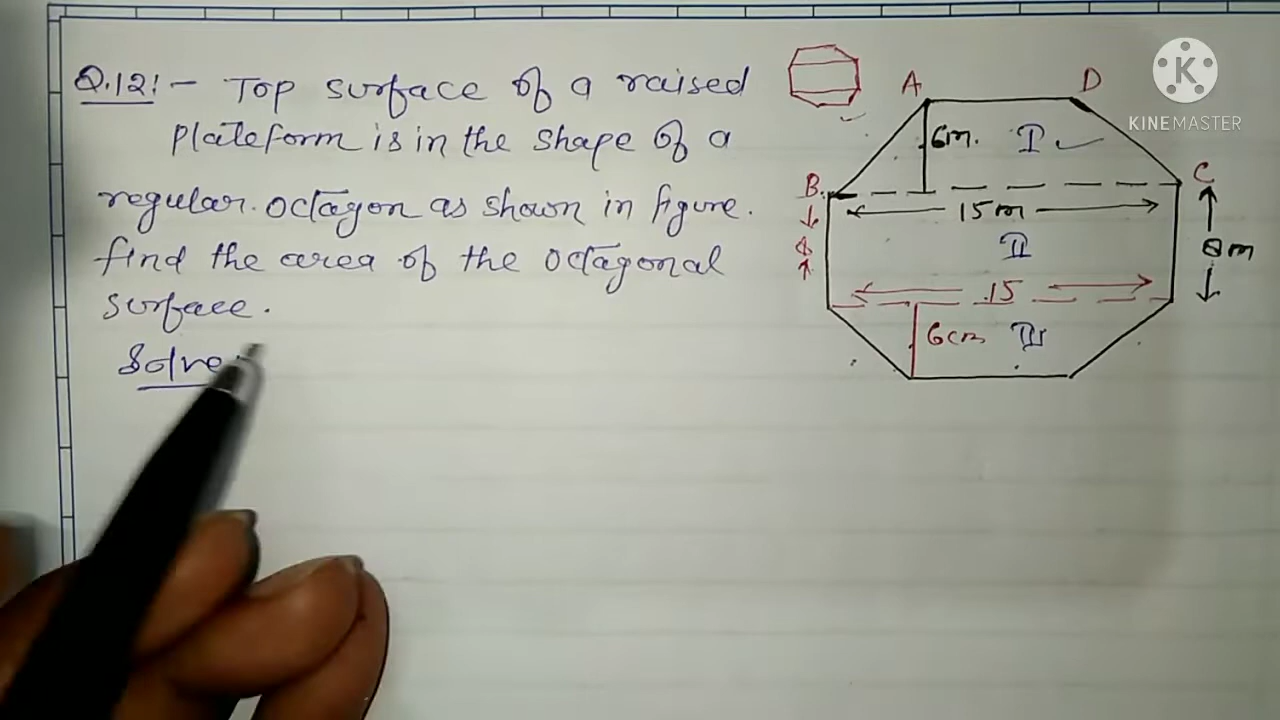 Q.12:- Top surface of a raised
plateform is in the shape of a
regular octagon as shown in figure.
find the area of the octagonal
surface.
Solve
A
D
6m.
I
B.
C
15m
II
8m
15
6cm
III
K
KINEMASTER